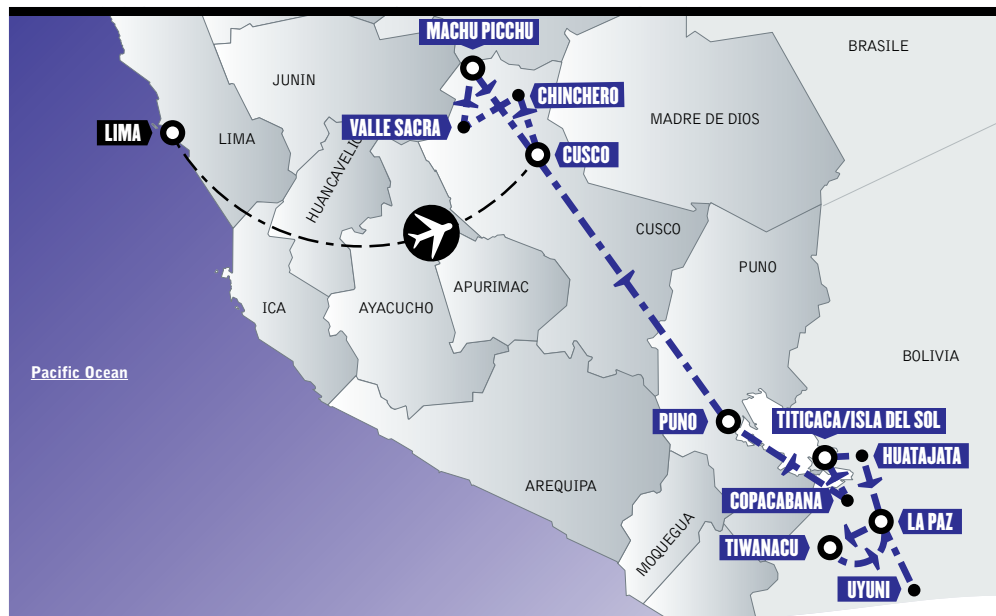 MACHU PICCHU
BRASILE
JUNIN
CHINCHERO
MADRE DE DIOS
VALLE SACRA
LIMA
LIMA
CUSCO
HUANCAVELIC
CUSCO
PUNO
APURIMAC
ICA
AYACUCHO
BOLIVIA
Pacific Ocean
PUNO
TITICACA/ISLA DEL SOL
HUATAJATA
AREQUIPA
COPACABANA
LA PAZ
TIWANACU
MOQUEGUA
UYUNI